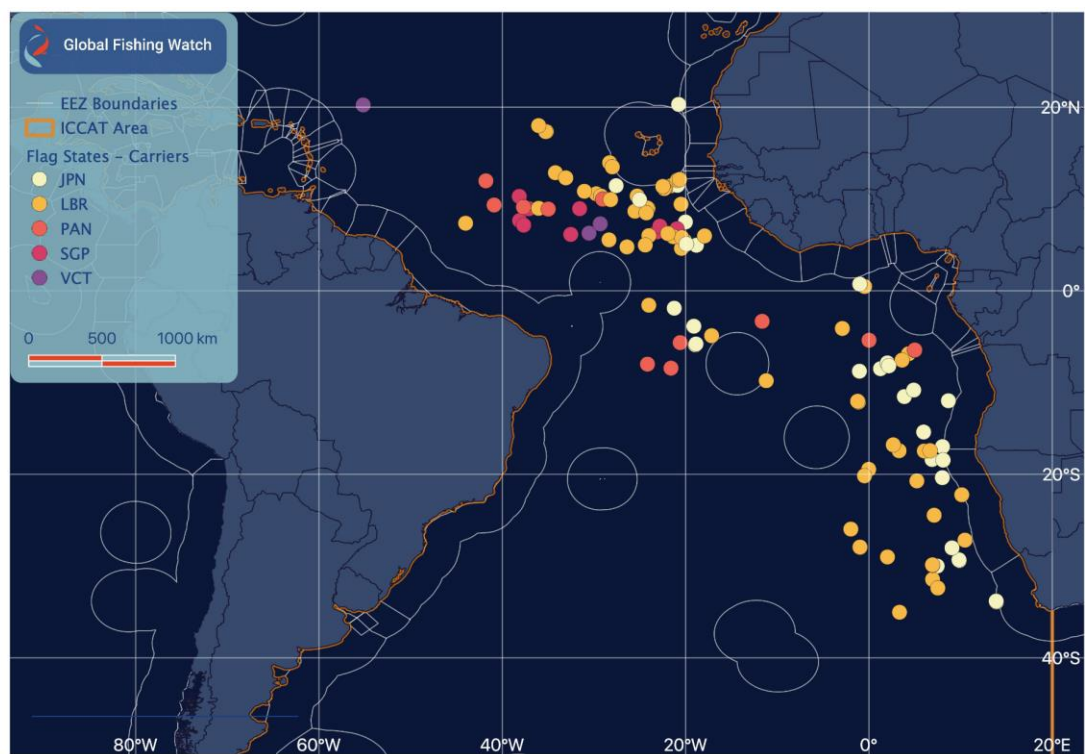 Global Fishing Watch
EEZ Boundaries
ICCAT Area
Flag States - Carriers
JPN
LBR
PAN
SGP
VCT
0 500 1000 km
20°N
0°
20°S
40°S
80°W 60°W 40°W 20°W 0° 20°E